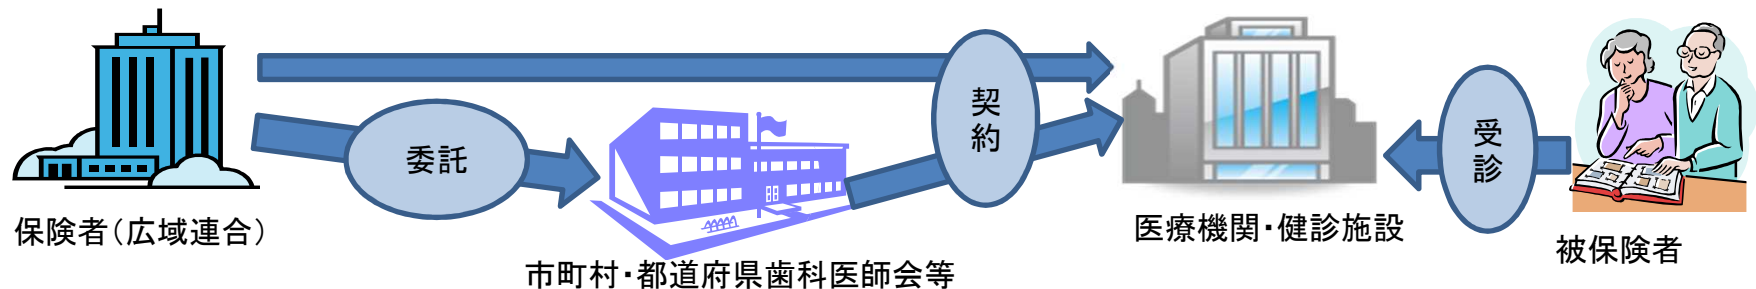 契約
委託
受診
保険者(広域連合)
医療機関・健診施設
被保険者
市町村・都道府県歯科医師会等